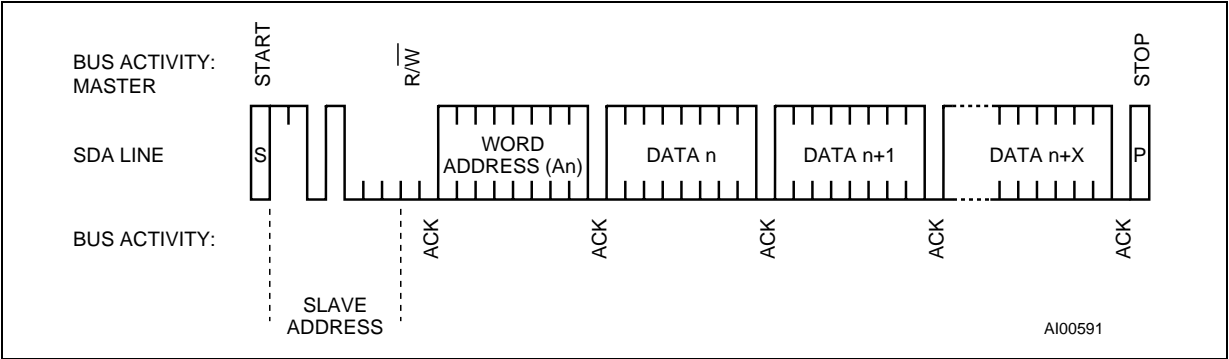 BUS ACTIVITY:
MASTER
START
R/W
STOP
SDA LINE
S
WORD
ADDRESS (An)
DATA n
DATA n+1
DATA n+X
P
BUS ACTIVITY:
ACK
ACK
ACK
ACK
ACK
SLAVE
ADDRESS
AI00591